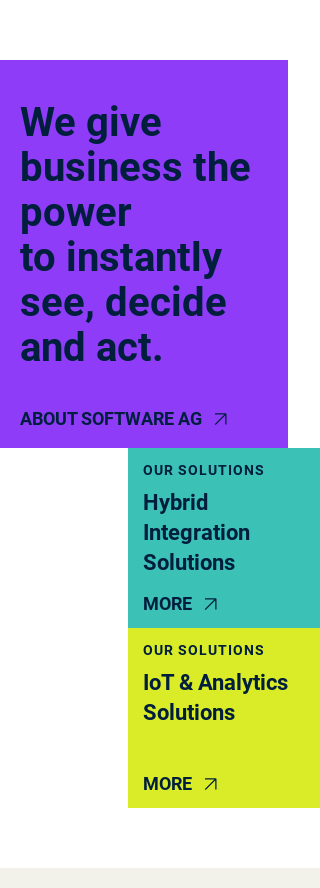 We give
business the
power
to instantly
see, decide
and act.
ABOUT SOFTWARE AG
OUR SOLUTIONS
Hybrid
Integration
Solutions
MORE
OUR SOLUTIONS
IoT & Analytics
Solutions
MORE